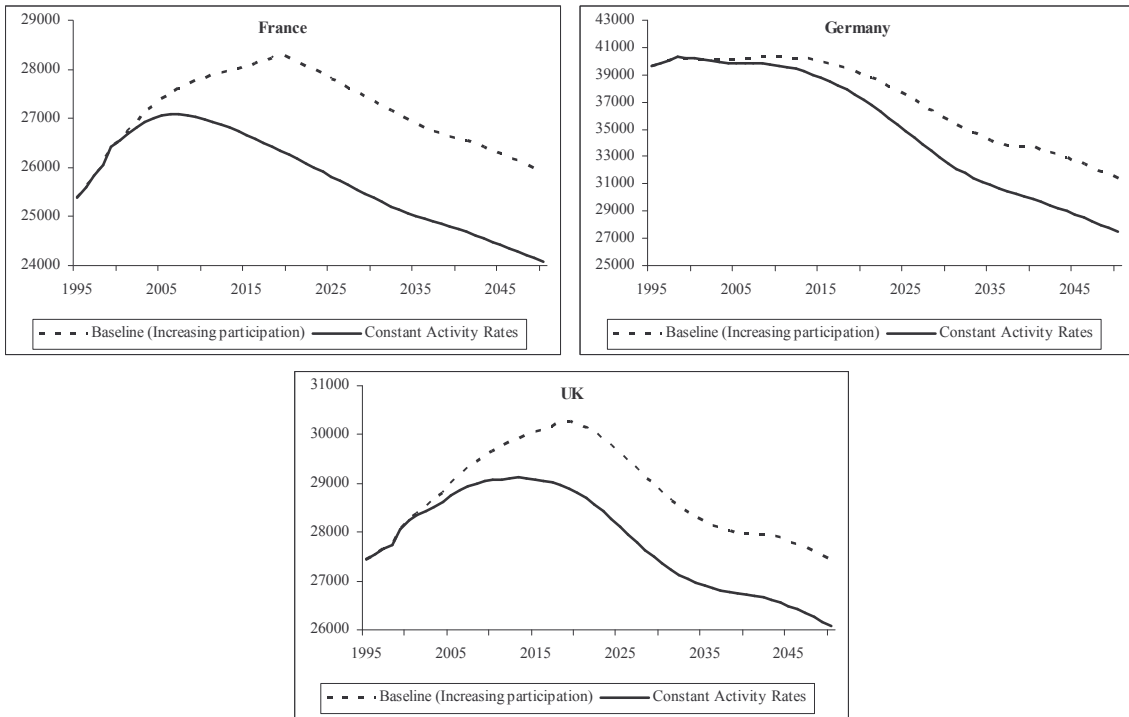 France
29000
28000
27000
26000
25000
24000
1995 2005 2015 2025 2035 2045
Baseline (Increasing participation) Constant Activity Rates
Germany
43000
41000
39000
37000
35000
33000
31000
29000
27000
25000
1995 2005 2015 2025 2035 2045
Baseline (Increasing participation) Constant Activity Rates
UK
31000
30000
29000
28000
27000
26000
1995 2005 2015 2025 2035 2045
Baseline (Increasing participation) Constant Activity Rates